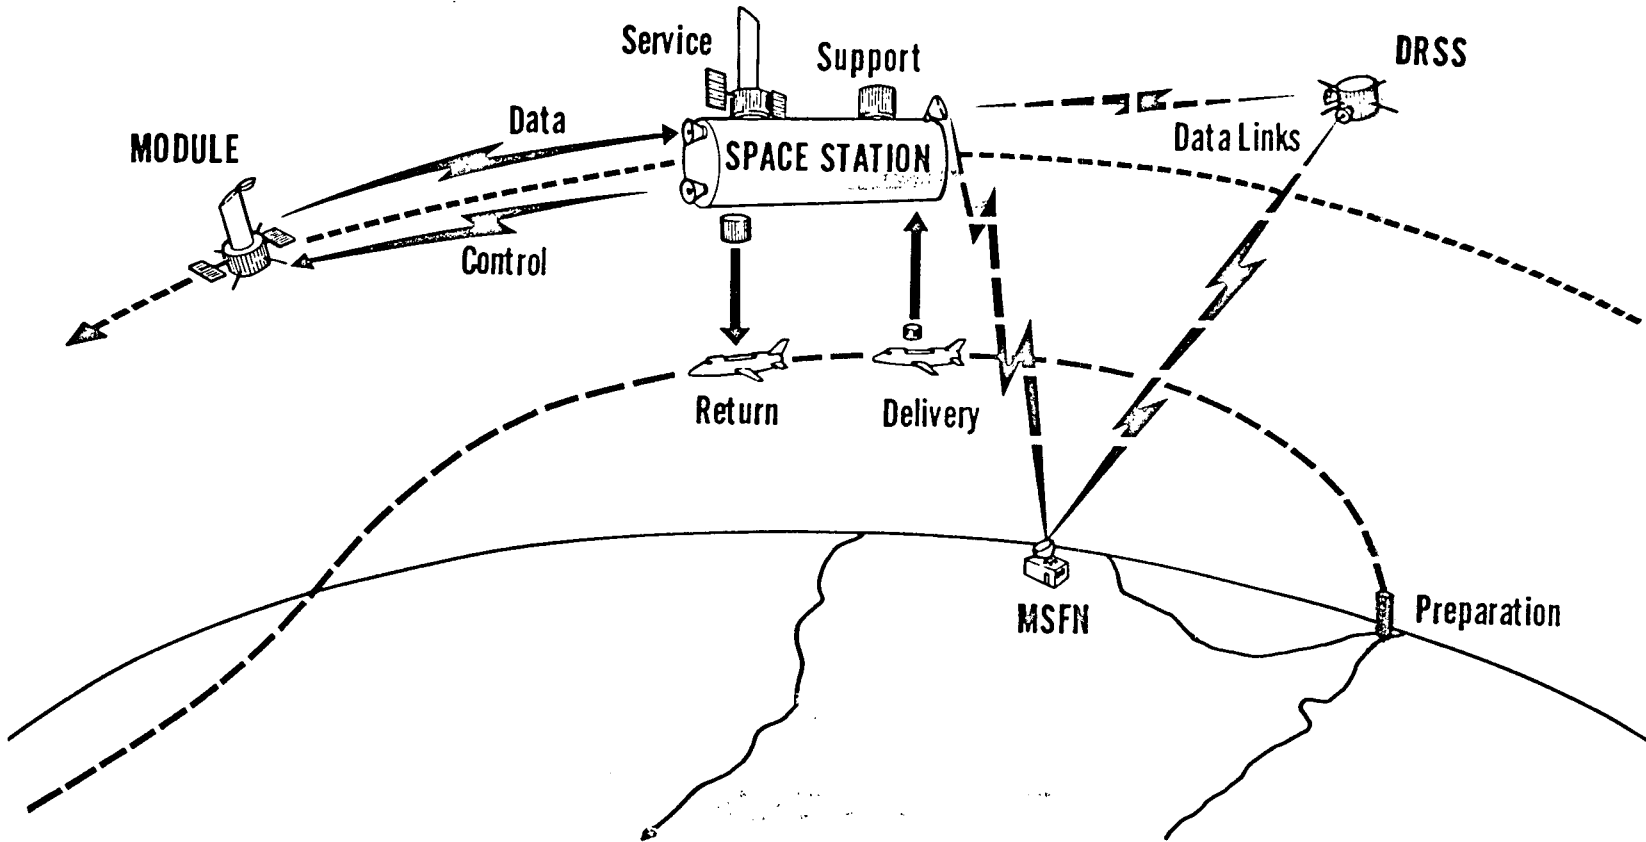 Service
Support
DRSS
Data
MODULE
SPACE STATION
Data Links
Control
Return
Delivery
MSFN
Preparation